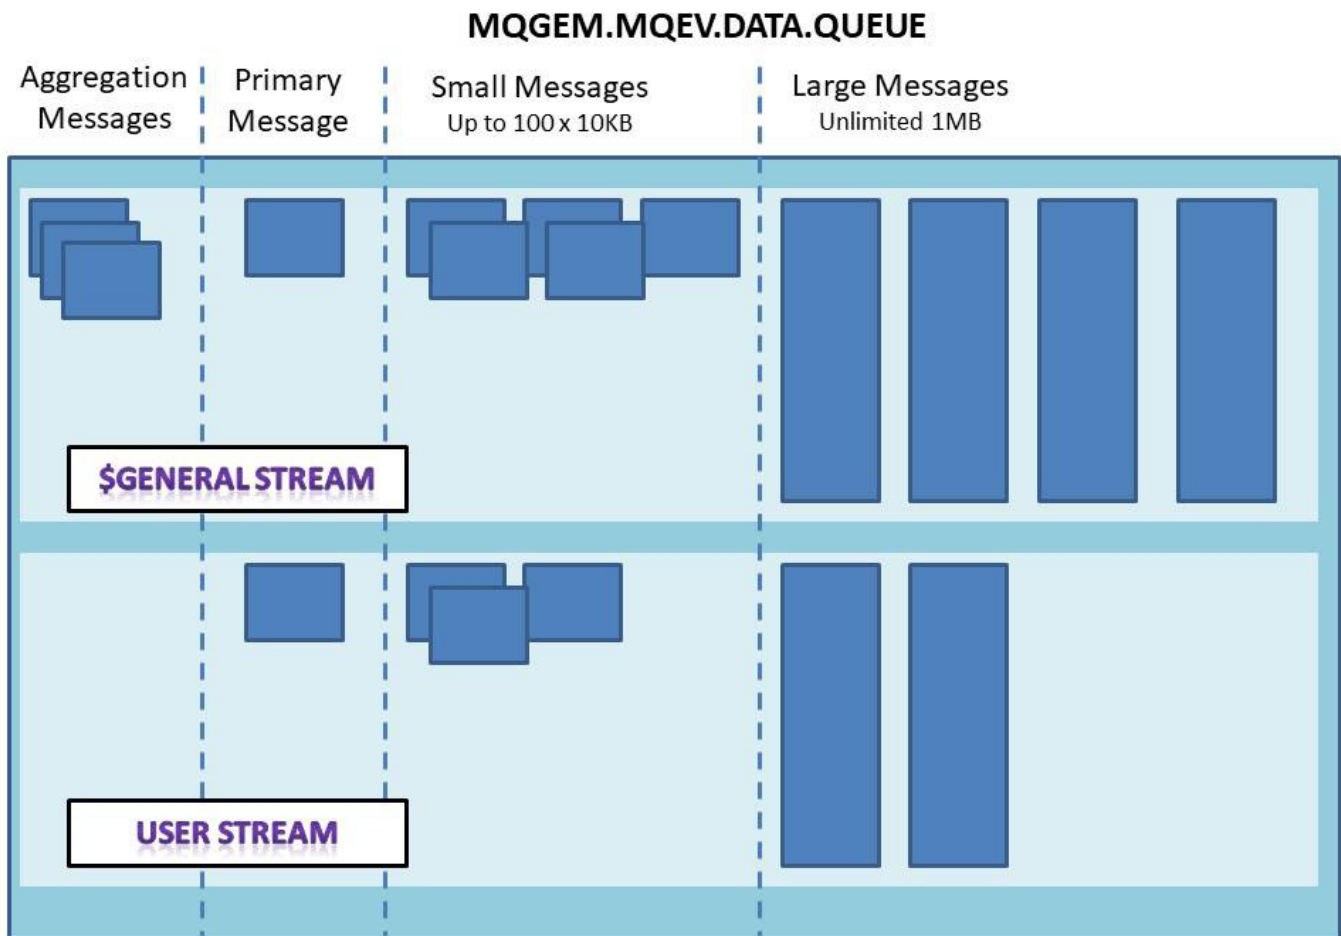 MQGEM.MQEV.DATA.QUEUE
Aggregation
Messages
Primary
Message
Small Messages
Up to 100 x 10KB
Large Messages
Unlimited 1MB
$GENERAL STREAM
USER STREAM